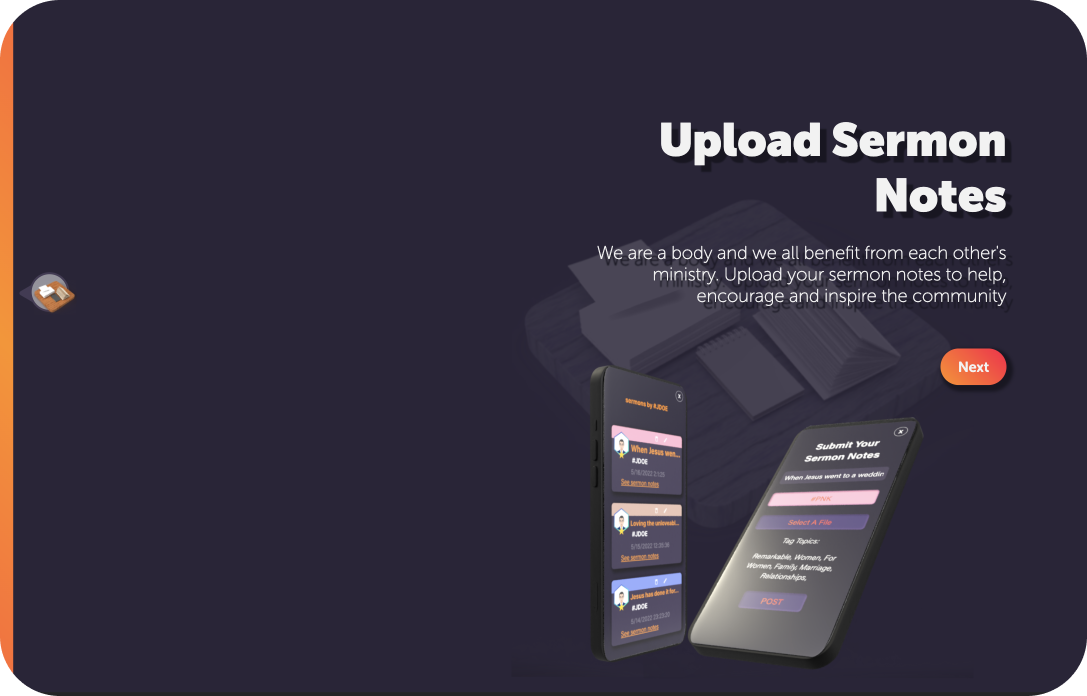 Upload Sermon
Notes
We are a body and we all benefit from each other's
ministry, Upload your sermon notes to help,
encourage and inspire the community
Next
sermons by #JDOE
X
When Jesus wen...
#JDOE
See sermon notes
Loving the unloveabl...
#JDOE
See sermon notes
Jesus has done it for...
#JDOE
See sermon notes
X
Submit Your
Sermon Notes
When Jesus went to a weddin
Select A File
Tag Topics:
Remarkable, Women, For
Women, Family, Marriage,
Relationships,
POST